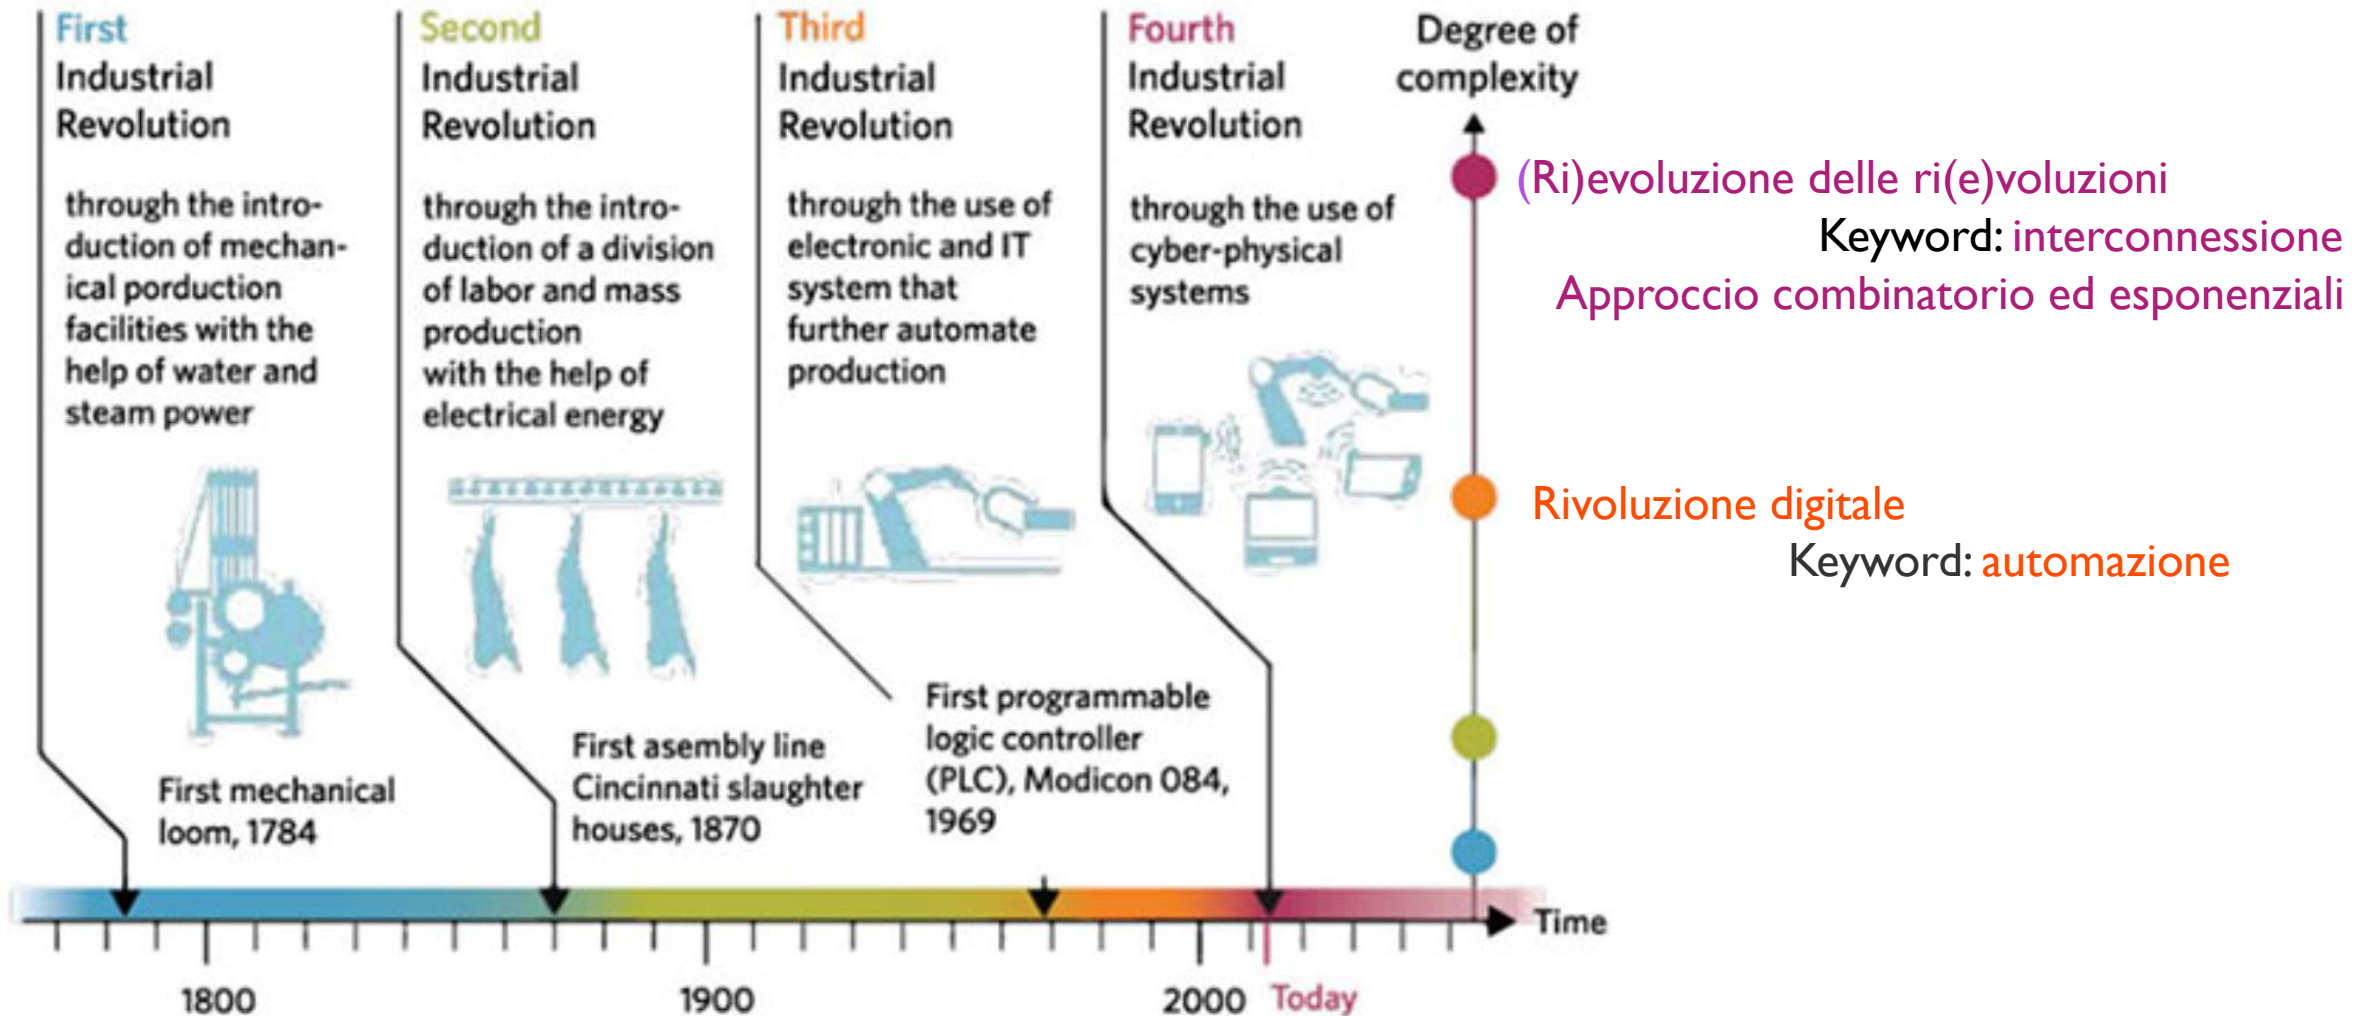 First
Industrial
Revolution
through the intro-
duction of mechan-
ical porduction
facilities with the
help of water and
steam power
First mechanical
loom, 1784
Second
Industrial
Revolution
through the intro-
duction of a division
of labor and mass
production
with the help of
electrical energy
First asembly line
Cincinnati slaughter
houses, 1870
Third
Industrial
Revolution
through the use of
electronic and IT
system that
further automate
production
First programmable
logic controller
(PLC), Modicon 084,
1969
Fourth
Industrial
Revolution
through the use of
cyber-physical
systems
Degree of
complexity
(Ri)evoluzione delle ri(e)voluzioni
Keyword: interconnessione
Approccio combinatorio ed esponenziali
Rivoluzione digitale
Keyword: automazione
Time
1800
1900
2000
Today